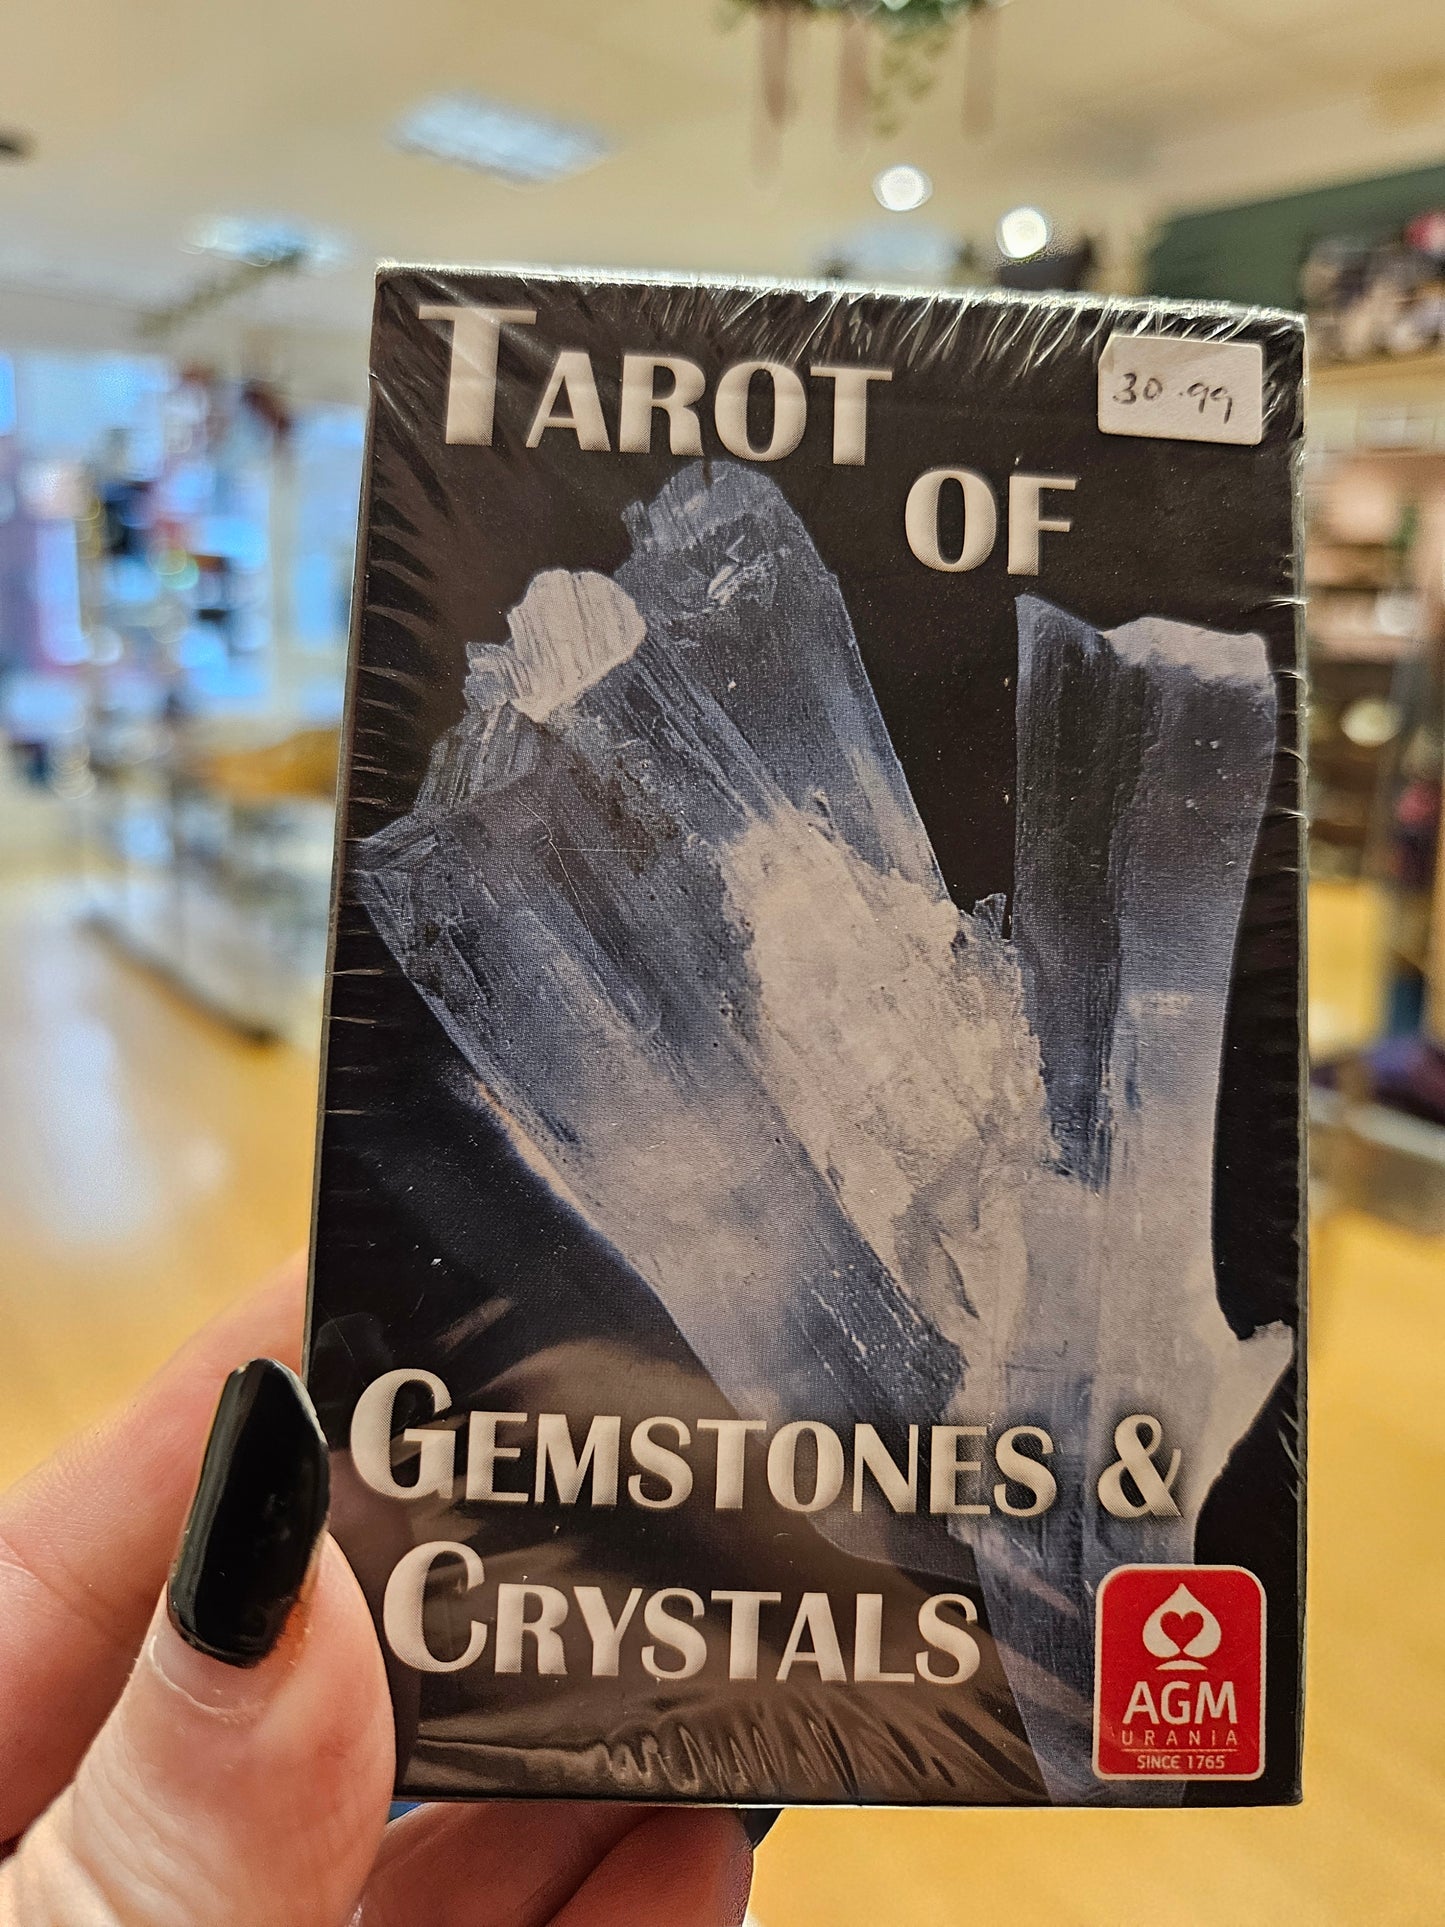 TAROT
OF
30.99
GEMSTONES &
CRYSTALS
AGM
URANIA
SINCE 1765